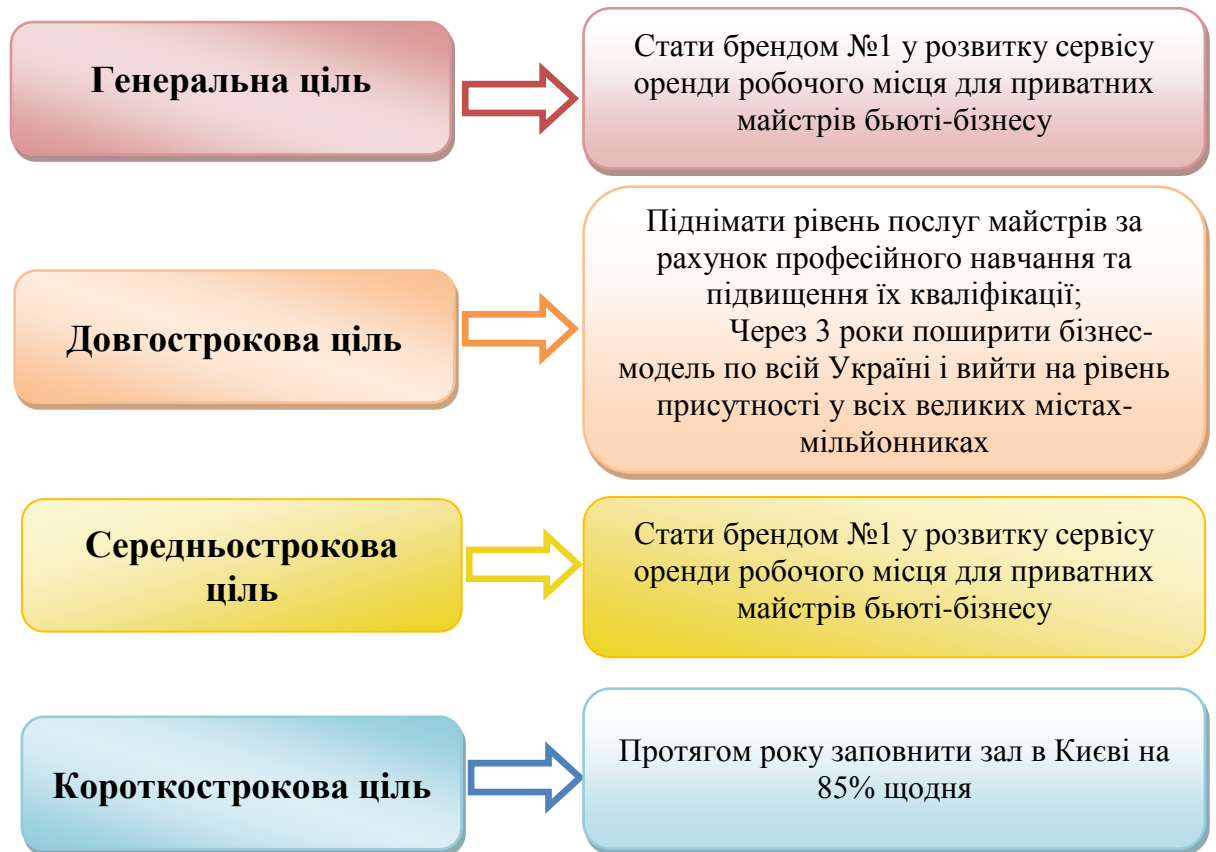 Генеральна ціль
Стати брендом №1 у розвитку сервісу
оренди робочого місця для приватних
майстрів бьюті-бізнесу
Довгострокова ціль
Піднімати рівень послуг майстрів за
рахунок професійного навчання та
підвищення їх кваліфікації;
Через 3 роки поширити бізнес-
модель по всій Україні і вийти на рівень
присутності у всіх великих містах-
мільйонниках
Середньострокова
ціль
Стати брендом №1 у розвитку сервісу
оренди робочого місця для приватних
майстрів бьюті-бізнесу
Короткострокова ціль
Протягом року заповнити зал в Києві на
85% щодня